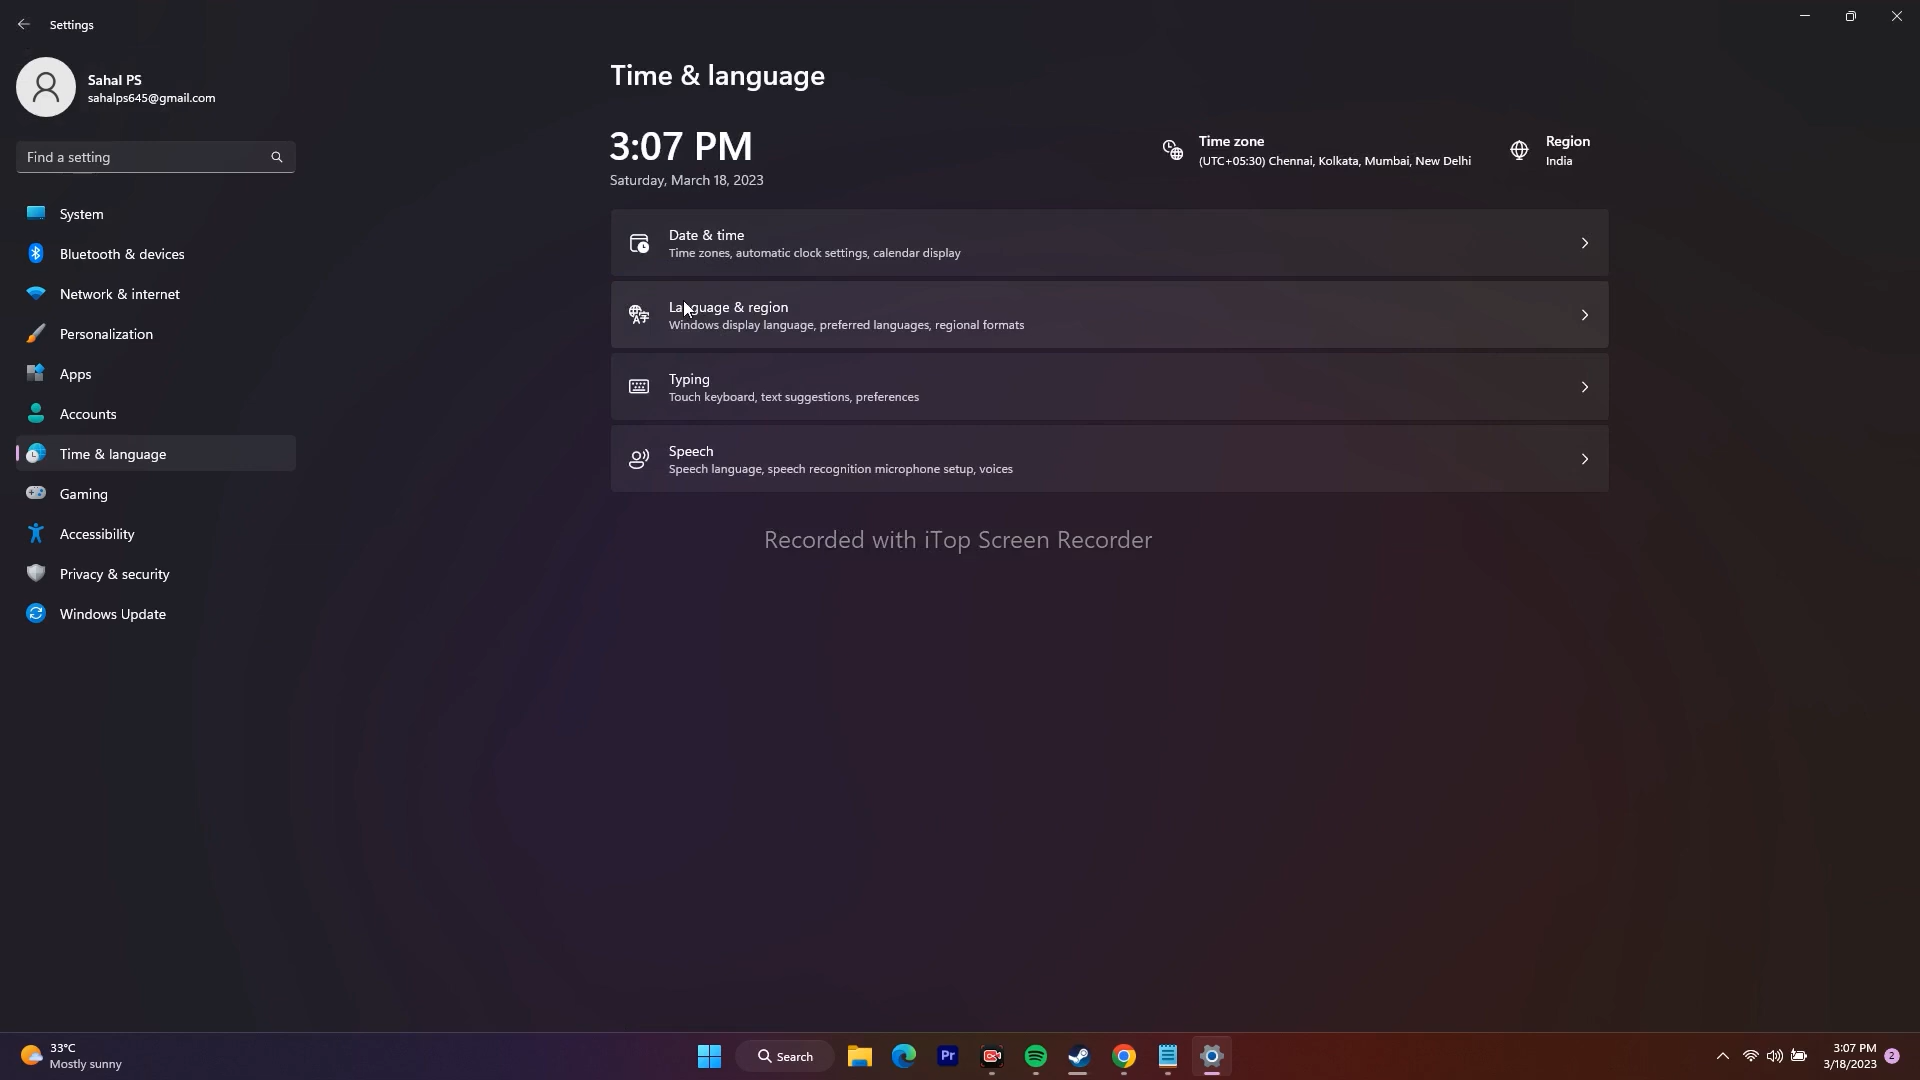 Settings
Sahal PS
sahalps645@gmail.com
Find a setting
System
Bluetooth & devices
Network & internet
Personalization
Apps
Accounts
Time & language
Gaming
Accessibility
Privacy & security
Windows Update
Time & language
3:07 PM
Saturday, March 18, 2023
Time zone
(UTC+05:30) Chennai, Kolkata, Mumbai, New Delhi
Region
India
Date & time
Time zones, automatic clock settings, calendar display
Language & region
Windows display language, preferred languages, regional formats
Typing
Touch keyboard, text suggestions, preferences
Speech
Speech language, speech recognition microphone setup, voices
Recorded with iTop Screen Recorder
33°C
Mostly sunny
Search
Pr
3:07 PM
3/18/2023
2